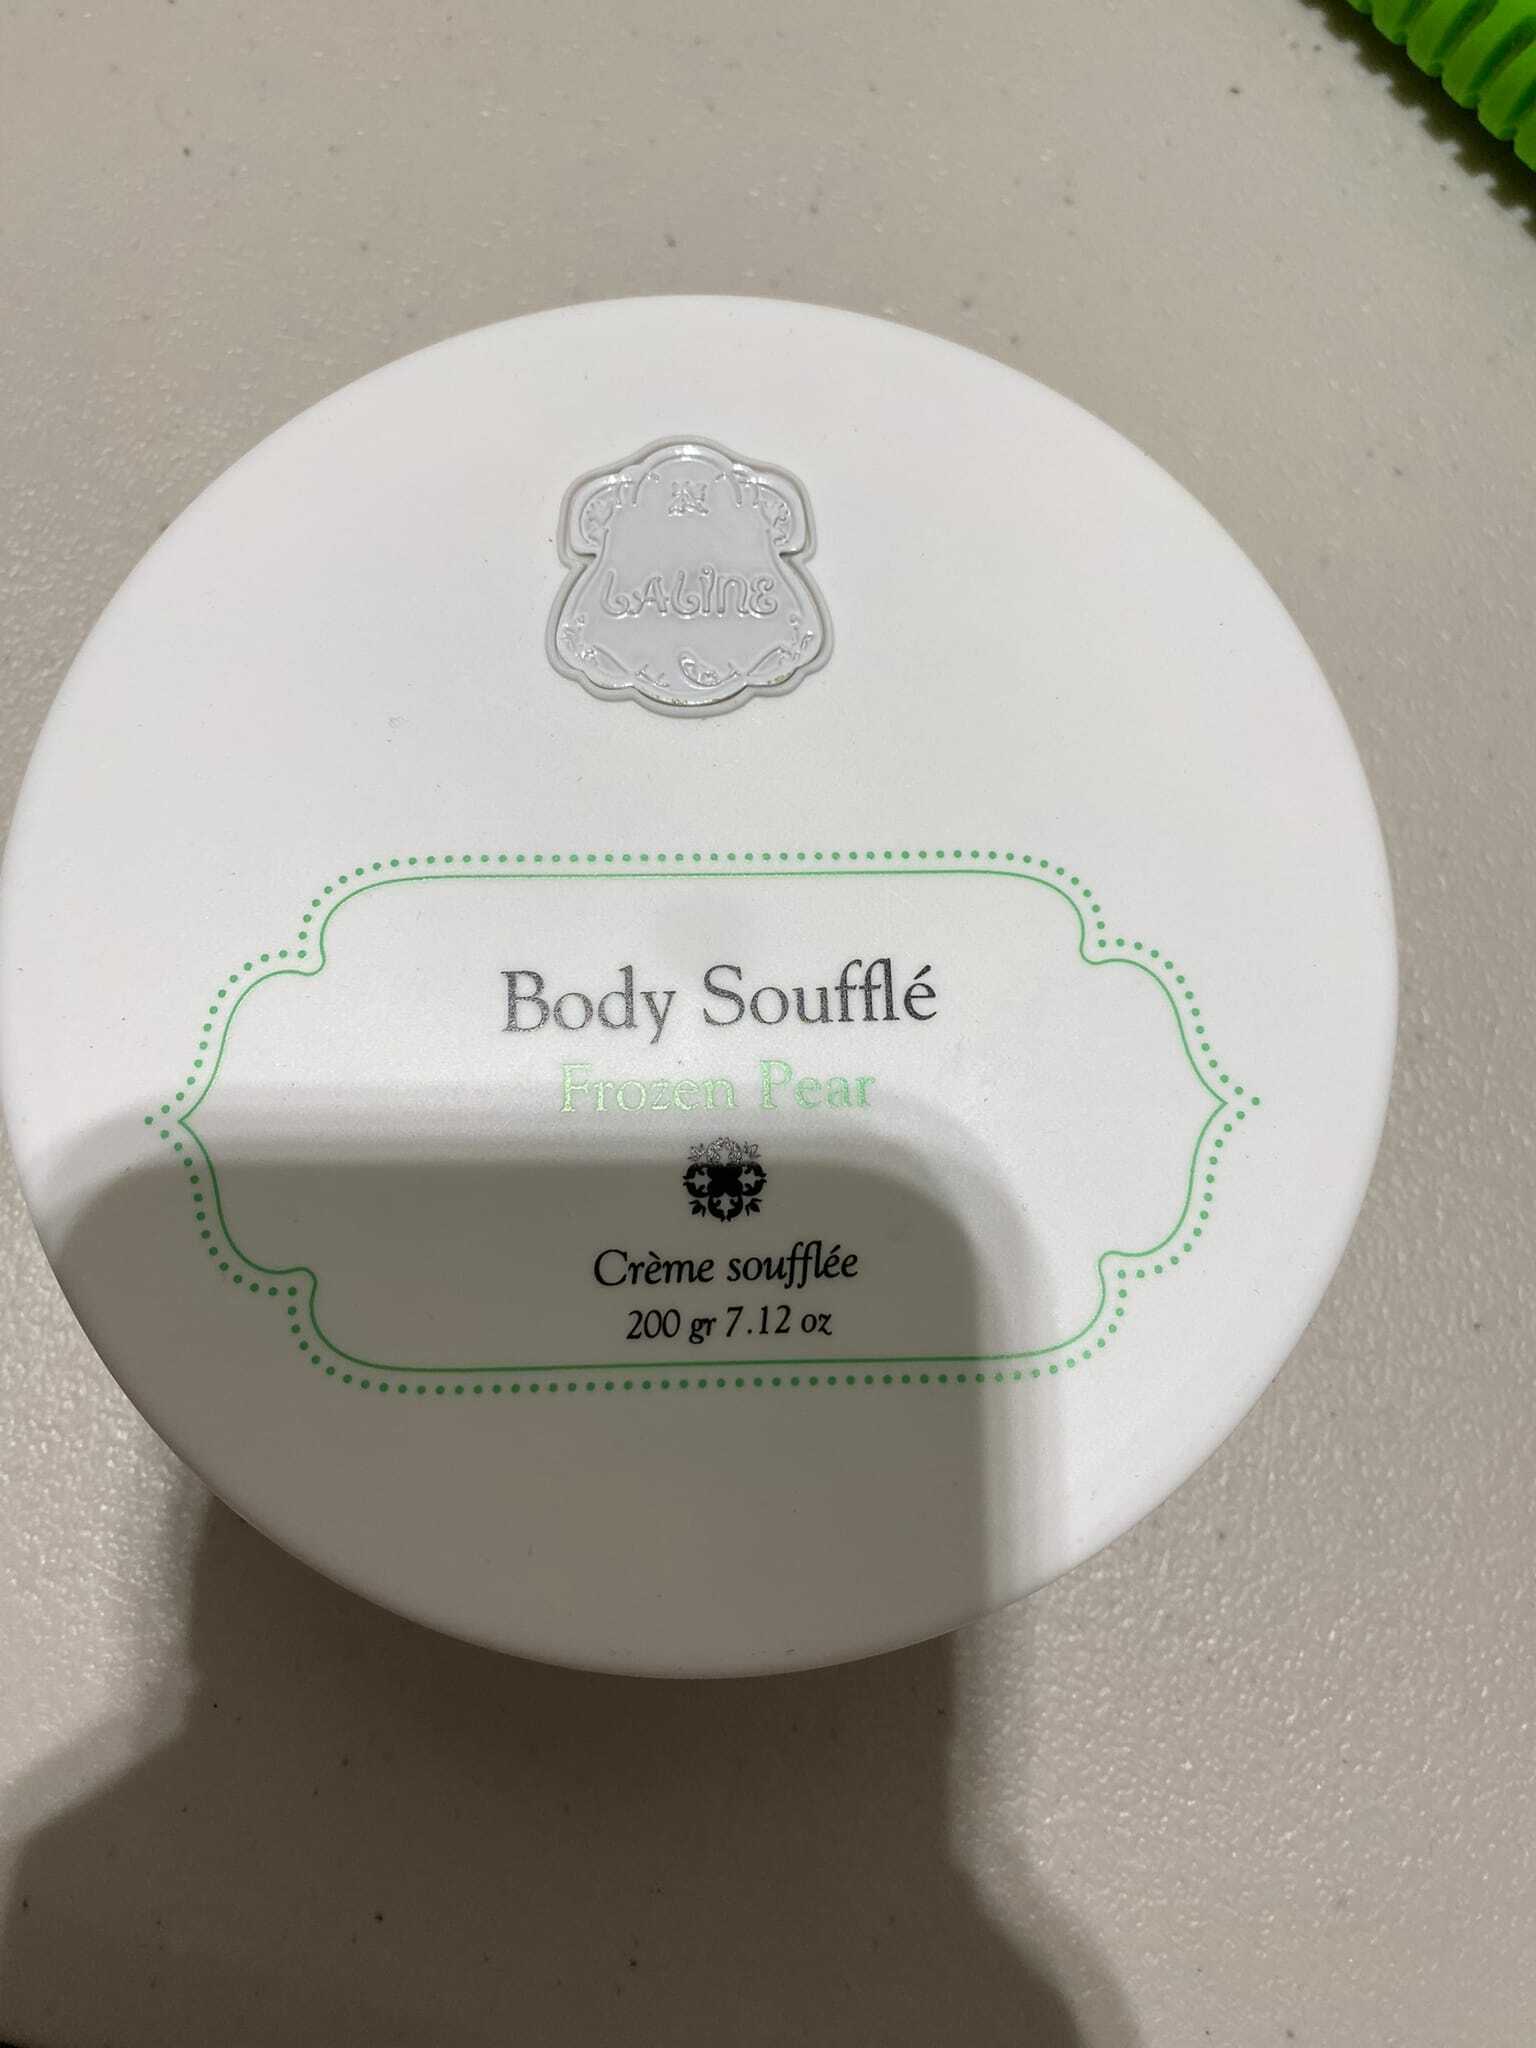 LALINE
Body Soufflé
Frozen Pear
Crème soufflée
200 gr 7.12 oz